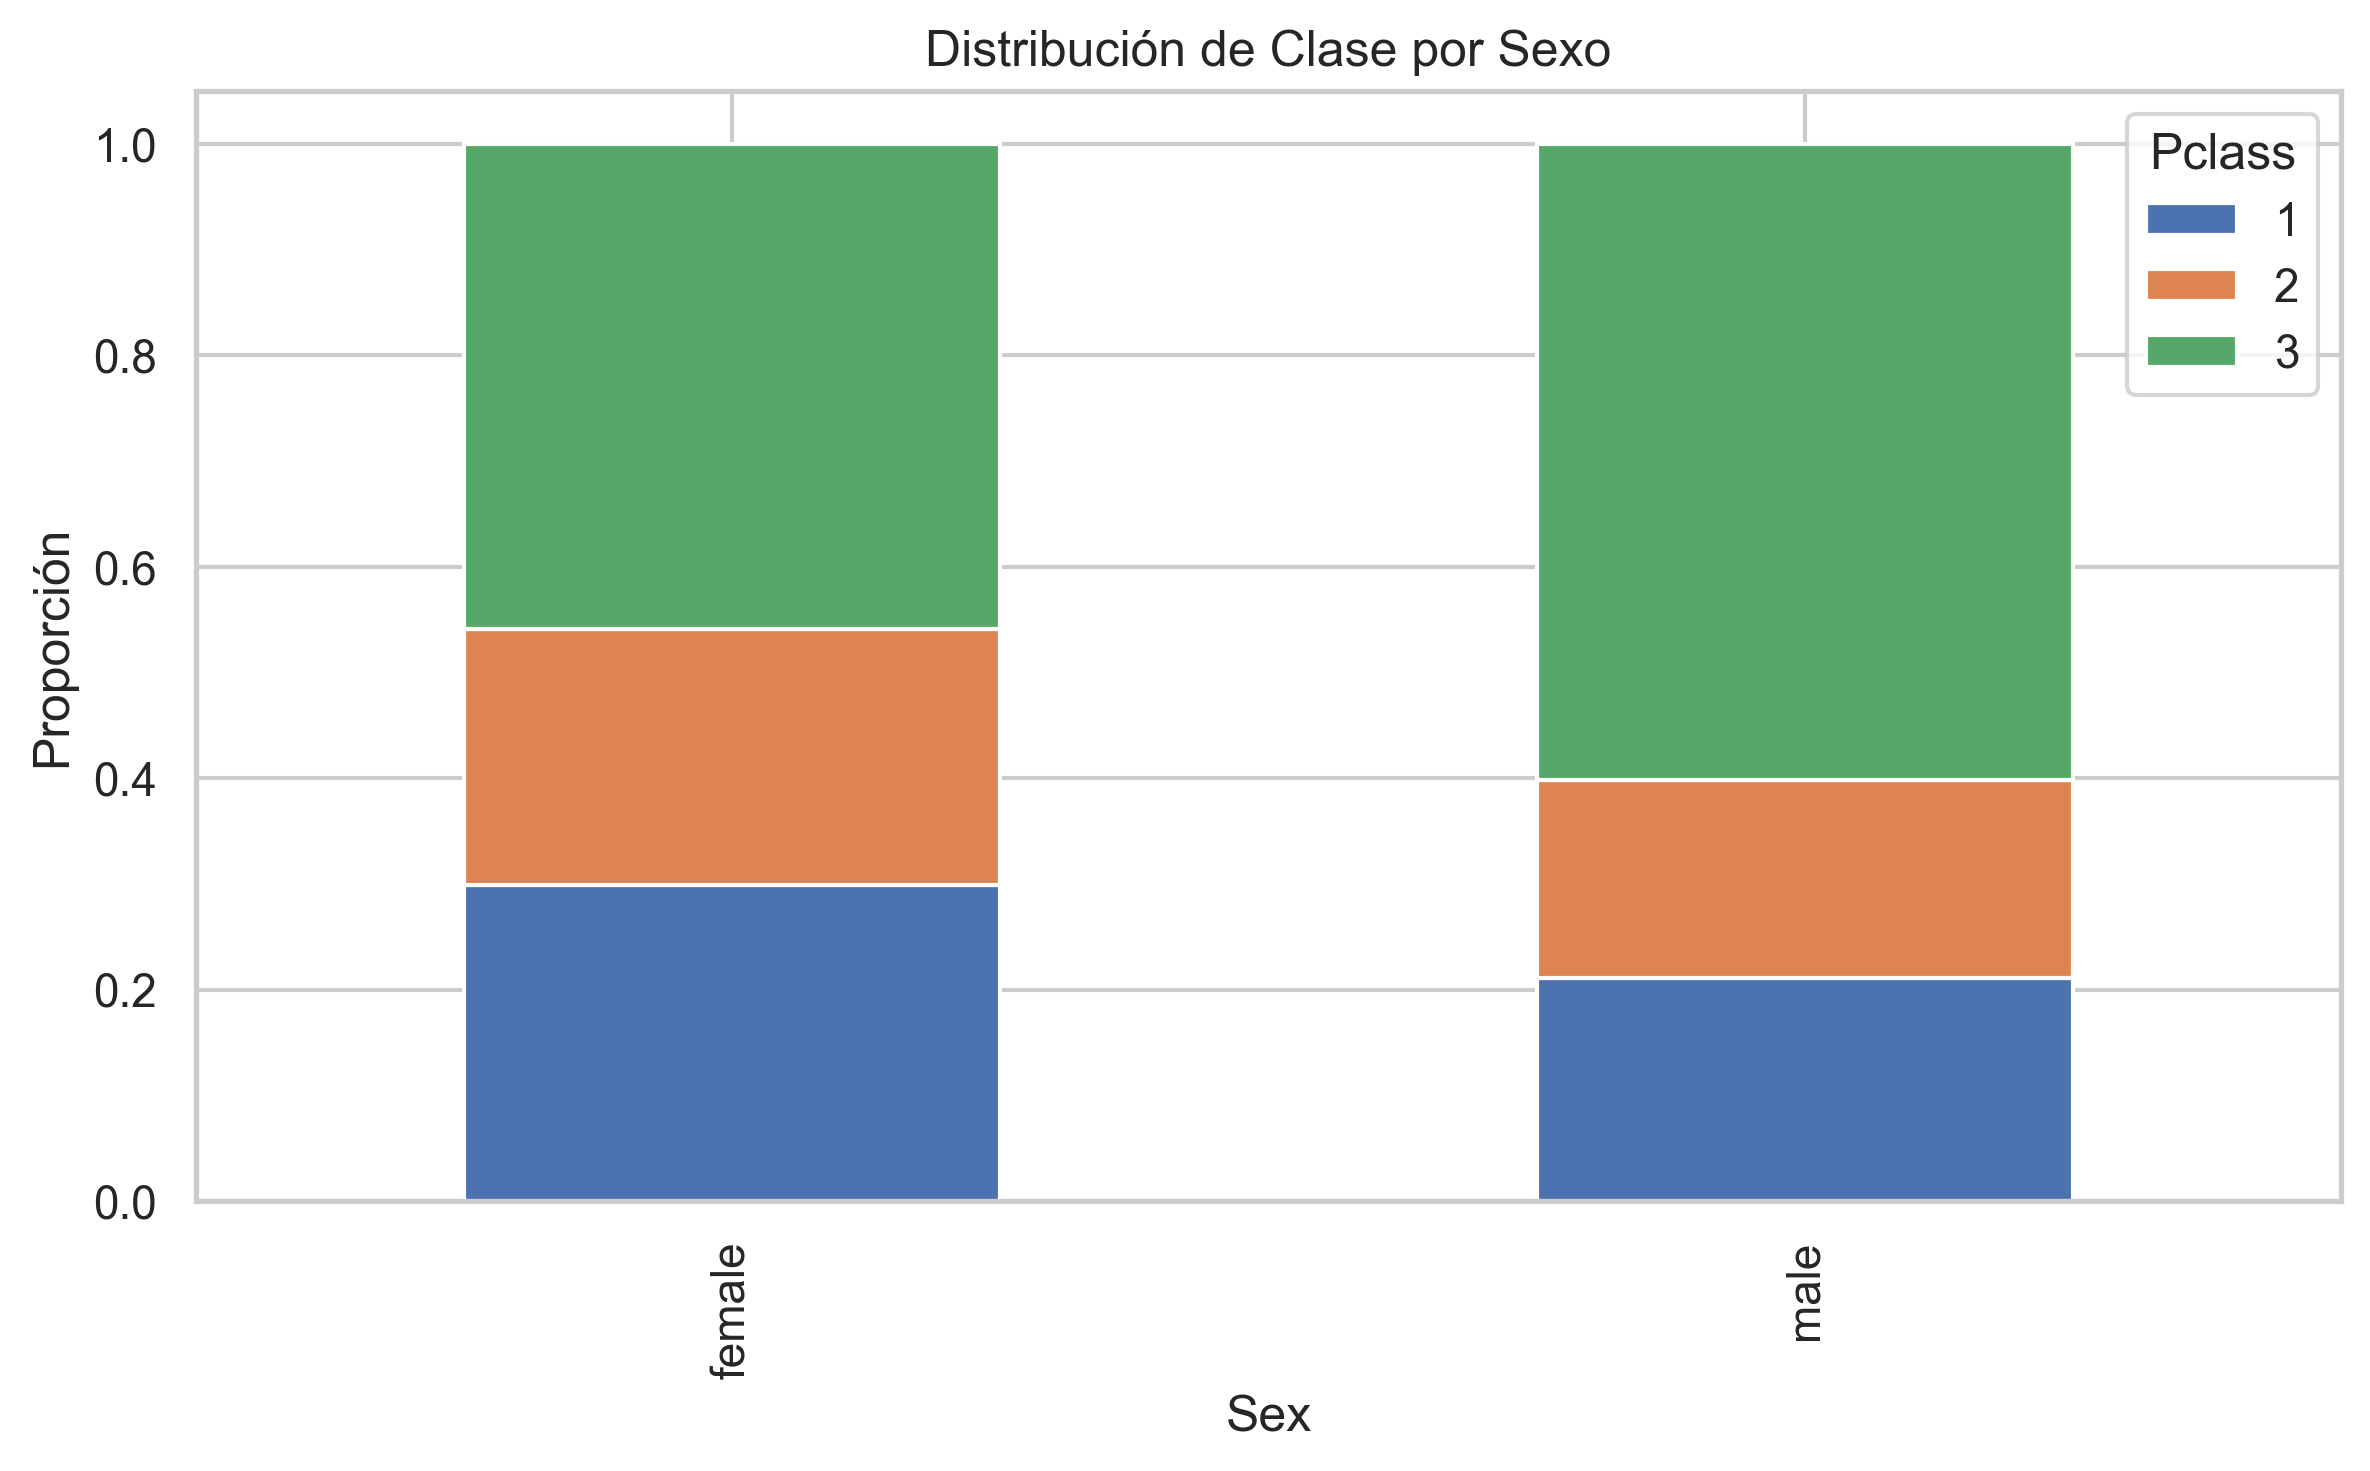 Distribución de Clase por Sexo
Pclass
1
2
3
Proporción
1.0
0.8
0.6
0.4
0.2
0.0
female
male
Sex